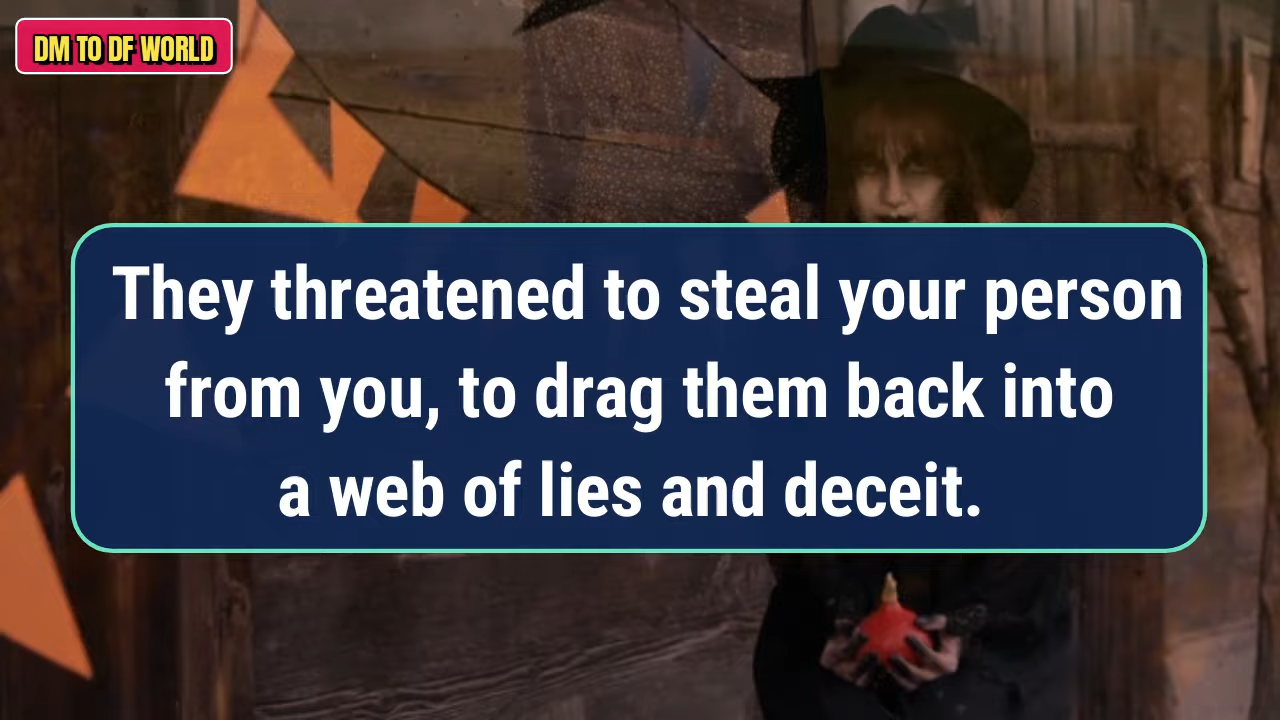 DM TO DF WORLD
They threatened to steal your person
from you, to drag them back into
a web of lies and deceit.